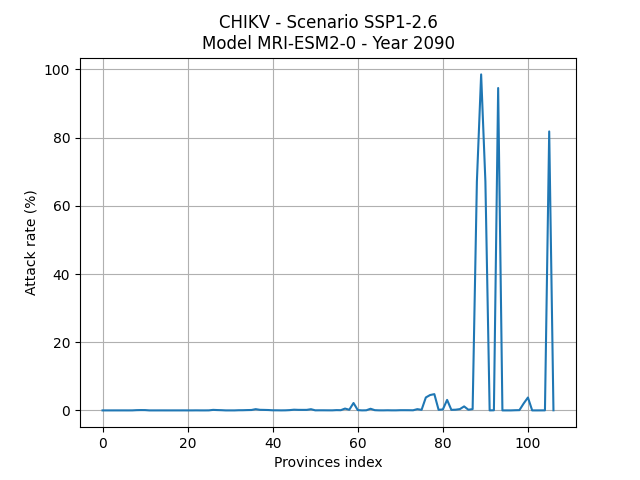 CHIKV - Scenario SSP1-2.6
Model MRI-ESM2-0 - Year 2090
100
80
60
40
20
0
Attack rate (%)
0 20 40 60 80 100
Provinces index